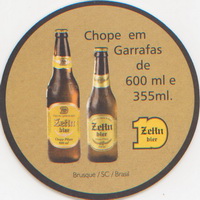 Chope em
Garrafas
de
600 ml e
355ml.
Zehn
bier
Zehn
bier
Zehn
bier
Brusque / SC / Brasil